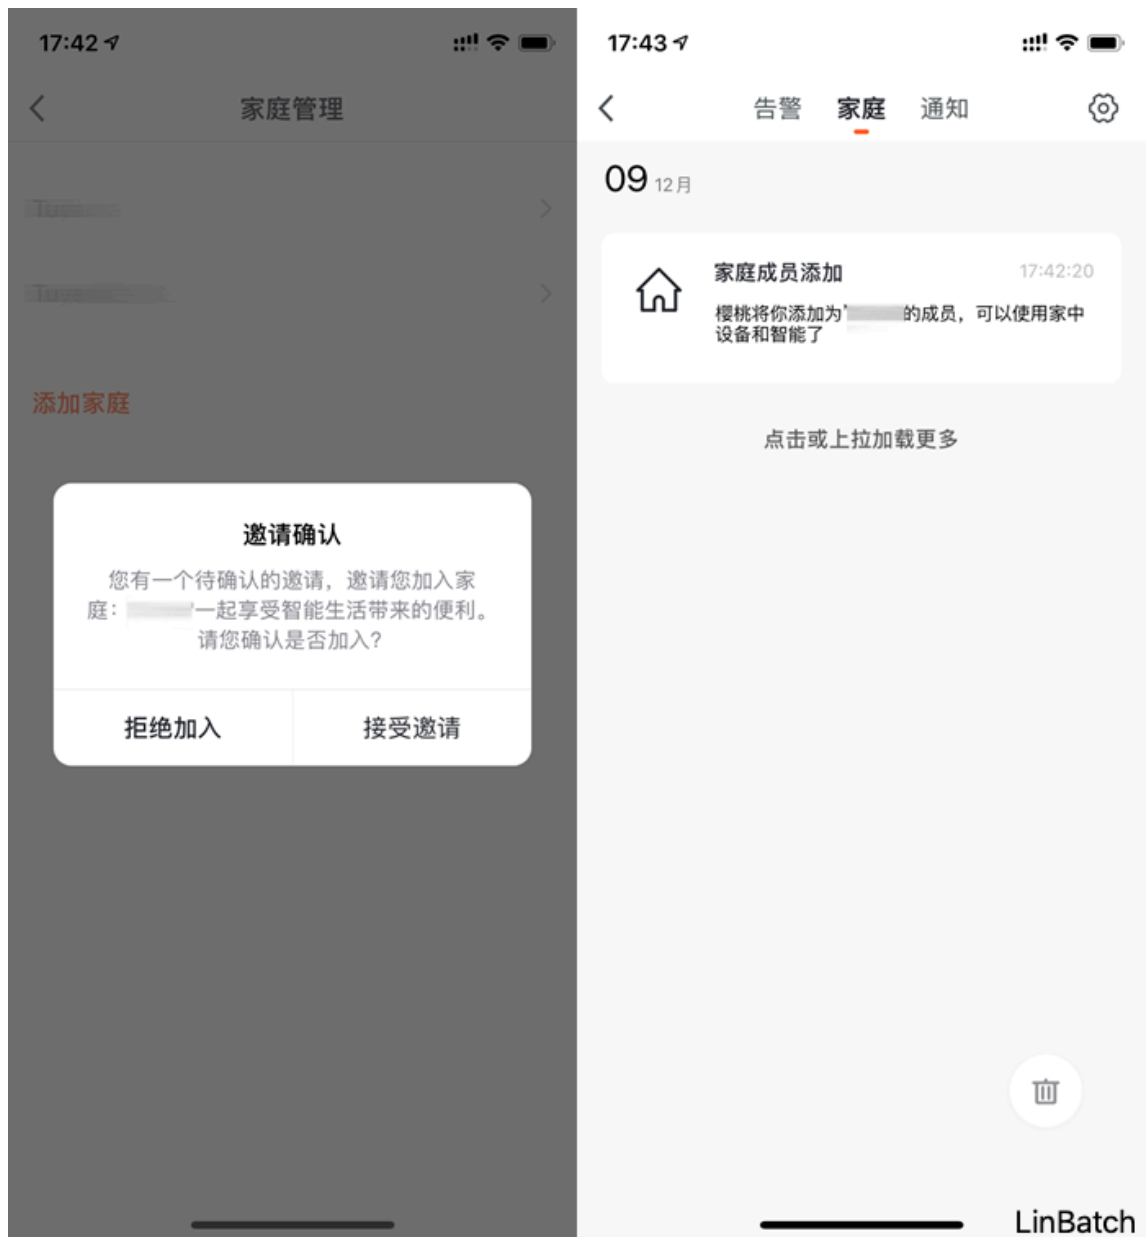 17:42
家庭管理
添加家庭
邀请确认
您有一个待确认的邀请，邀请您加入家
庭：“一起享受智能生活带来的便利。
请您确认是否加入?
拒绝加入
接受邀请
17:43
告警
家庭
通知
09 12月
家庭成员添加
17:42:20
樱桃将你添加为的成员，可以使用家中
设备和智能了
点击或上拉加载更多
LinBatch